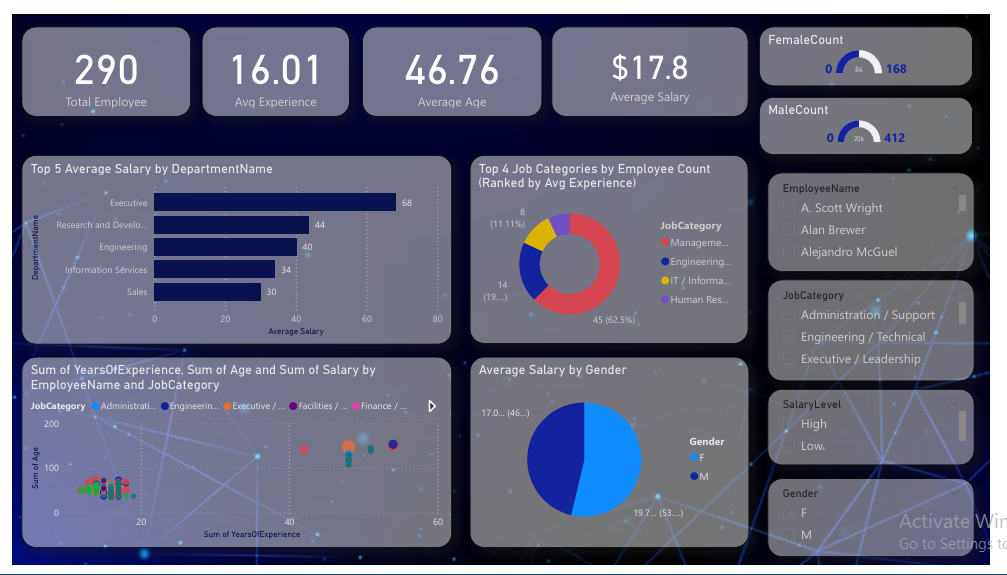 290
Total Employee
16.01
Avg Experience
46.76
Average Age
$17.8
Average Salary
FemaleCount
0
84
168
MaleCount
0
206
412
Top 5 Average Salary by DepartmentName
DepartmentName
Executive
68
Research and Develo...
44
Engineering
40
Information Services
34
Sales
30
0
20
40
60
80
Average Salary
Top 4 Job Categories by Employee Count
(Ranked by Avg Experience)
8
(11.11%)
14
(19....)
45 (62.5%)
JobCategory
Manageme...
Engineering...
IT / Informa...
Human Res...
EmployeeName
A. Scott Wright
Alan Brewer
Alejandro McGuel
JobCategory
Administration / Support
Engineering / Technical
Executive / Leadership
Sum of YearsOfExperience, Sum of Age and Sum of Salary by
EmployeeName and JobCategory
JobCategory Administrati... Engineerin... Executive / ... Facilities / ... Finance / ...
Sum of Age
200
100
0
20
40
60
Sum of YearsOfExperience
Average Salary by Gender
17.0... (46...)
19.7... (53....)
Gender
F
M
SalaryLevel
High
Low
Gender
F
M
Activate Win
Go to Settings to